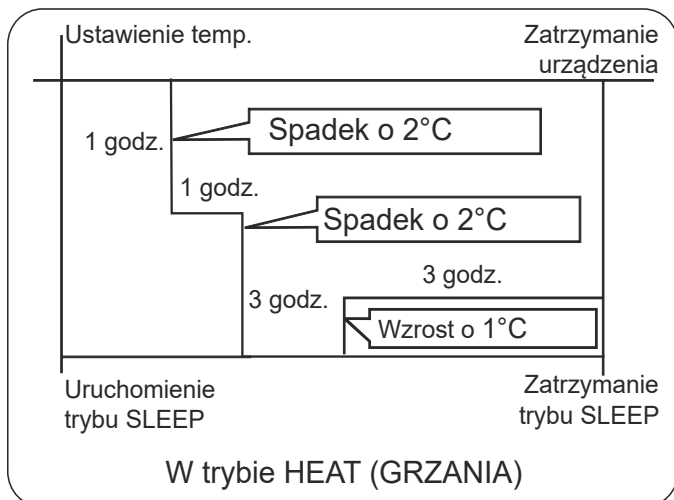 Ustawienie temp.
Zatrzymanie
urządzenia
1 godz.
Spadek o 2°C
1 godz.
Spadek o 2°C
3 godz.
3 godz.
Wzrost o 1°C
Uruchomienie
trybu SLEEP
Zatrzymanie
trybu SLEEP
W trybie HEAT (GRZANIA)